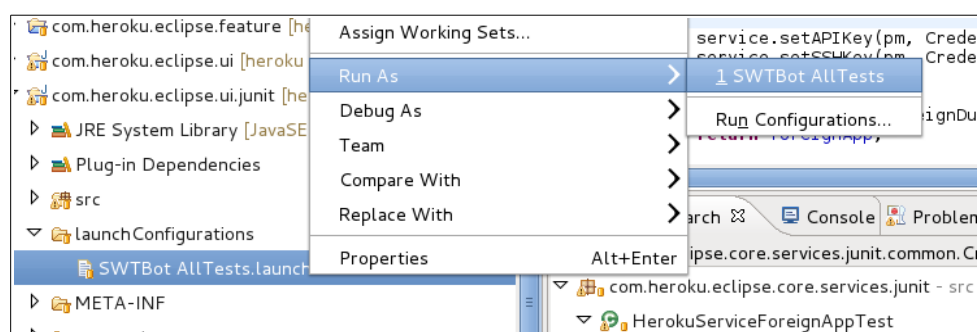 com.heroku.eclipse.feature [he
com.heroku.eclipse.ui [heroku
com.heroku.eclipse.ui.junit [he
JRE System Library [JavaSE
Plug-in Dependencies
src
launchConfigurations
SWTBot AllTests.launch
META-INF
Assign Working Sets...
Run As
Debug As
Team
Compare With
Replace With
Properties Alt+Enter
1 SWTBot AllTests
Run Configurations...
service.setAPIKey(pm, Crede
service.setSSHKey(pm, Crede
ignDu
return foreignApp;
arch Console Problem
ipse.core.services.junit.common.Cr
com.heroku.eclipse.core.services.junit - src
HerokuServiceForeignAppTest